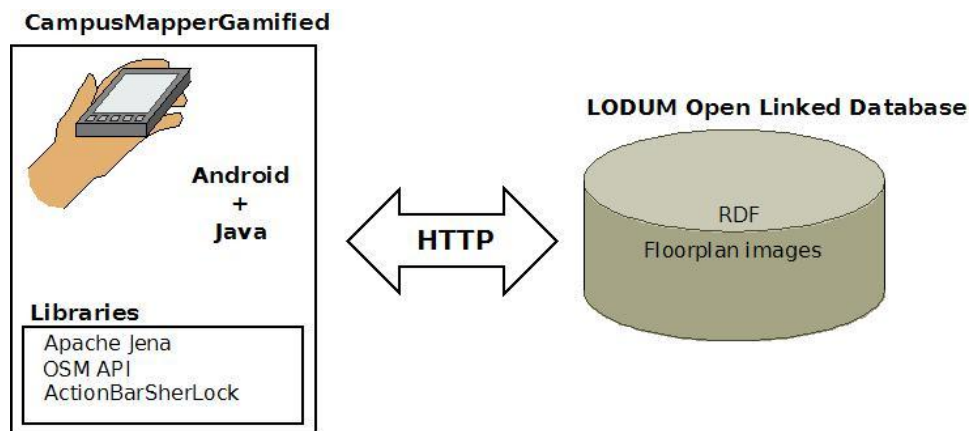 CampusMapperGamified
Android
+
Java
Libraries
Apache Jena
OSM API
ActionBarSherLock
HTTP
LODUM Open Linked Database
RDF
Floorplan images